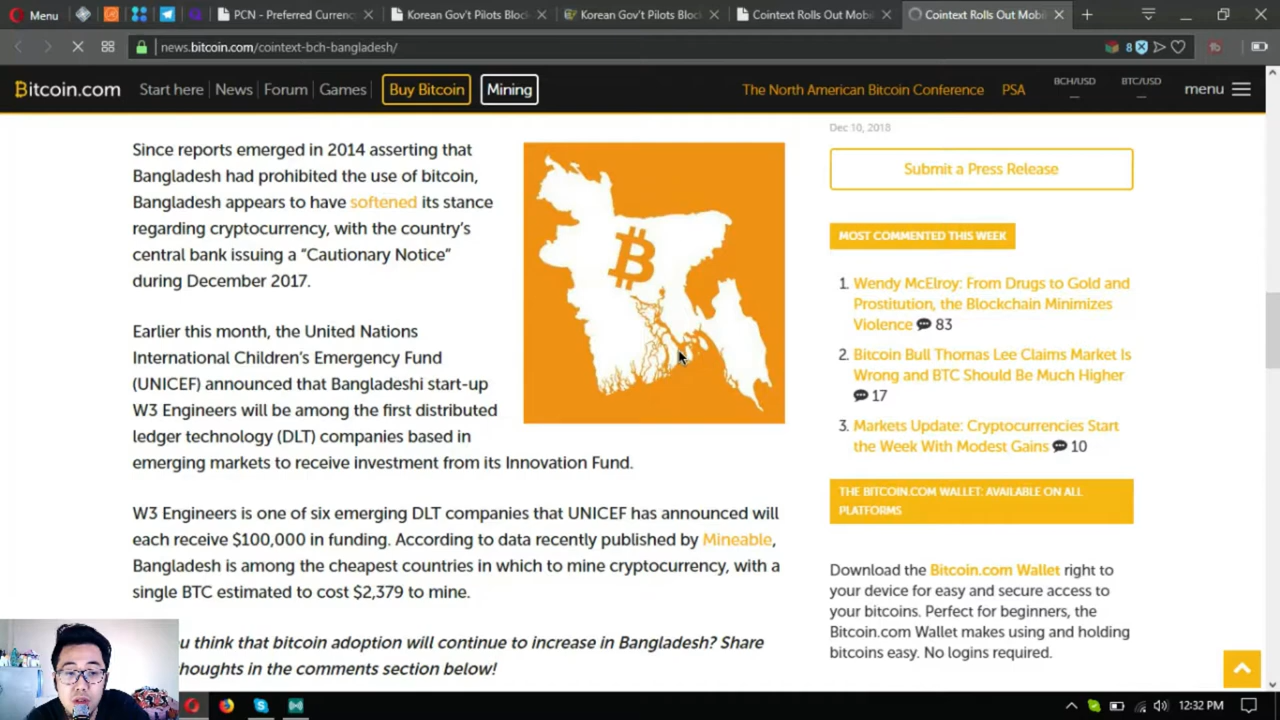 Menu
PCN - Preferred Currenc
Korean Gov't Pilots Block
Korean Gov't Pilots Block
Cointext Rolls Out Mobi
Cointext Rolls Out Mobi
news.bitcoin.com/cointext-bch-bangladesh/
8
Bitcoin.com
Start here
News
Forum
Games
Buy Bitcoin
Mining
The North American Bitcoin Conference
PSA
BCH/USD
—
BTC/USD
—
menu
Since reports emerged in 2014 asserting that
Bangladesh had prohibited the use of bitcoin,
Bangladesh appears to have softened its stance
regarding cryptocurrency, with the country's
central bank issuing a “Cautionary Notice”
during December 2017.
Earlier this month, the United Nations
International Children's Emergency Fund
(UNICEF) announced that Bangladeshi start-up
W3 Engineers will be among the first distributed
ledger technology (DLT) companies based in
emerging markets to receive investment from its Innovation Fund.
W3 Engineers is one of six emerging DLT companies that UNICEF has announced will
each receive $100,000 in funding. According to data recently published by Mineable,
Bangladesh is among the cheapest countries in which to mine cryptocurrency, with a
single BTC estimated to cost $2,379 to mine.
u think that bitcoin adoption will continue to increase in Bangladesh? Share
houghts in the comments section below!
Dec 10, 2018
Submit a Press Release
MOST COMMENTED THIS WEEK
1. Wendy McElroy: From Drugs to Gold and
Prostitution, the Blockchain Minimizes
Violence 83
2. Bitcoin Bull Thomas Lee Claims Market Is
Wrong and BTC Should Be Much Higher
17
3. Markets Update: Cryptocurrencies Start
the Week With Modest Gains 10
THE BITCOIN.COM WALLET: AVAILABLE ON ALL
PLATFORMS
Download the Bitcoin.com Wallet right to
your device for easy and secure access to
your bitcoins. Perfect for beginners, the
Bitcoin.com Wallet makes using and holding
bitcoins easy. No logins required.
12:32 PM